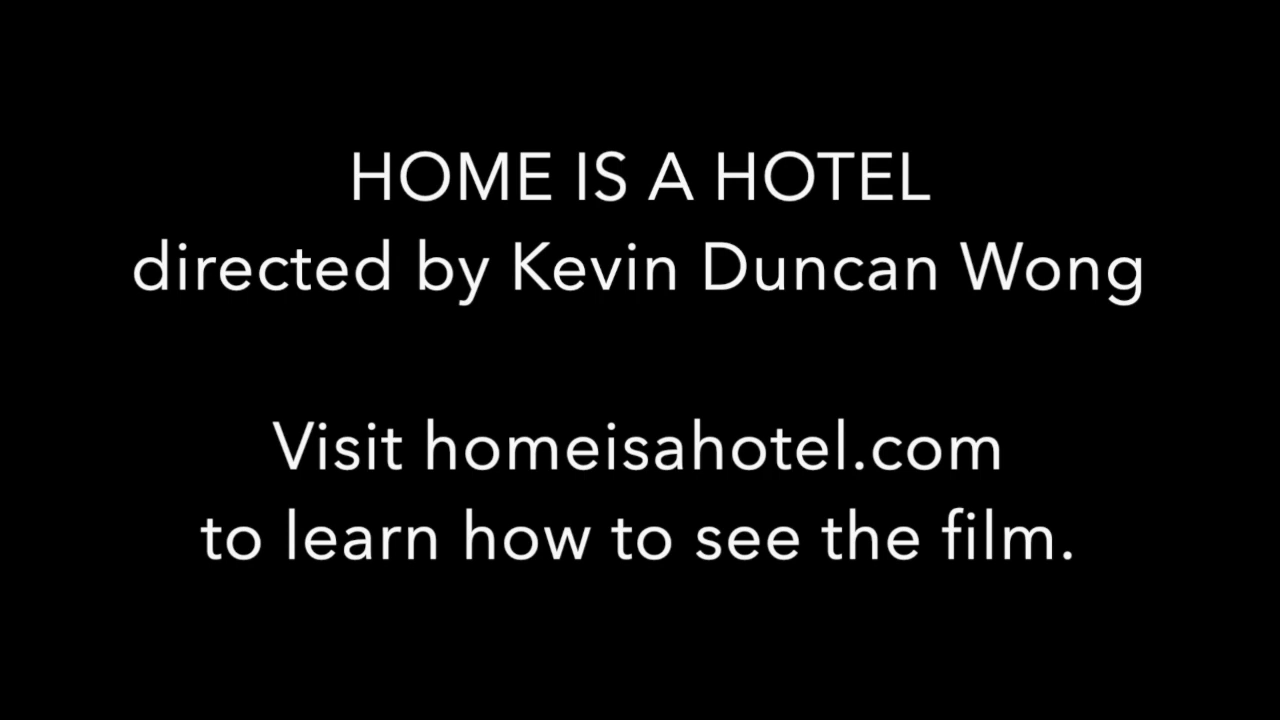 HOME IS A HOTEL
directed by Kevin Duncan Wong
Visit homeisahotel.com
to learn how to see the film.